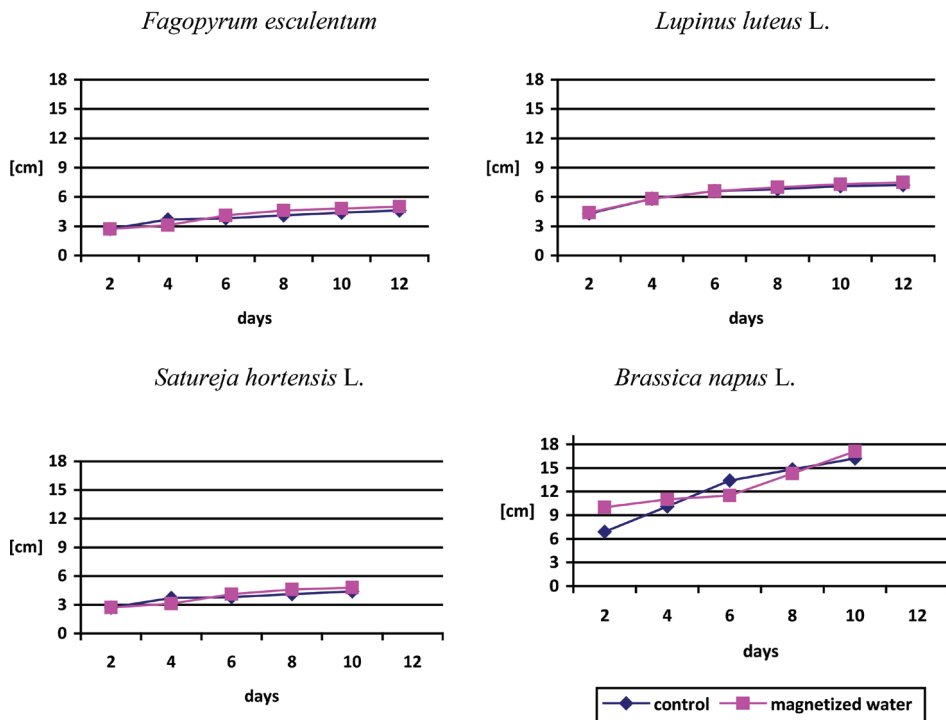 Fagopyrum esculentum
18
15
12
[cm] 9
6
3
0
2 4 6 8 10 12
days
Lupinus luteus L.
18
15
12
[cm] 9
6
3
0
2 4 6 8 10 12
days
Satureja hortensis L.
18
15
12
[cm] 9
6
3
0
2 4 6 8 10 12
days
Brassica napus L.
18
15
12
[cm] 9
6
3
0
2 4 6 8 10 12
days
control magnetized water